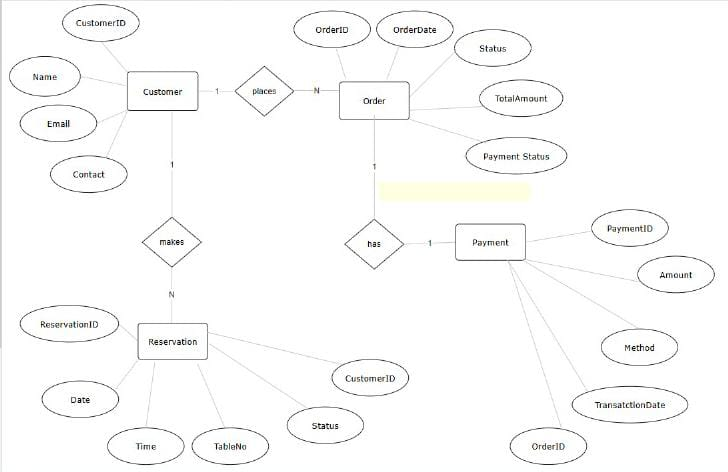 CustomerID
OrderID
OrderDate
Status
Name
Customer
1
places
N
Order
TotalAmount
Email
Payment Status
Contact
1
1
makes
has
1
Payment
PaymentID
Amount
N
ReservationID
Reservation
Method
CustomerID
Date
TransatctionDate
Status
Time
TableNo
OrderID